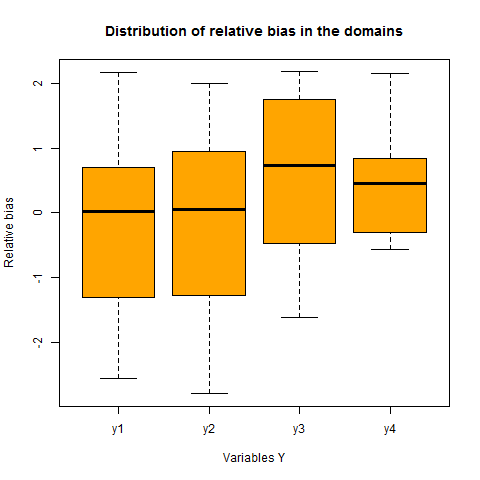 Distribution of relative bias in the domains
Relative bias
2
1
0
-1
-2
y1 y2 y3 y4
Variables Y